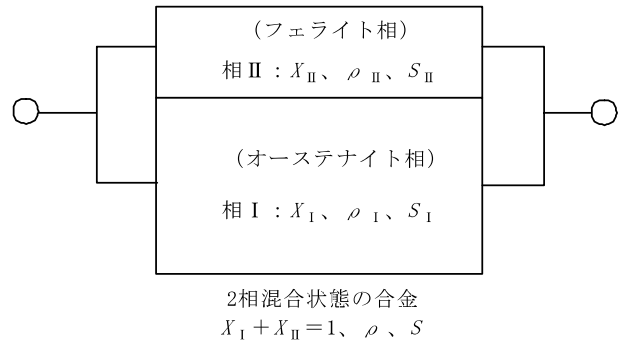 (フェライト相)
相Ⅱ:XⅡ、ρⅡ、SⅡ
(オーステナイト相)
相Ⅰ:XⅠ、ρⅠ、SⅠ
2相混合状態の合金
XⅠ+XⅡ=1、ρ、S